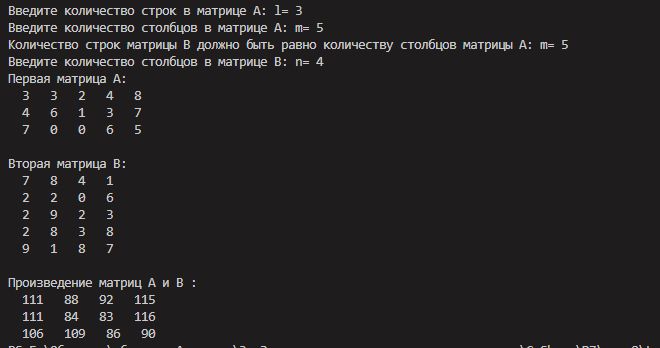 Введите количество строк в матрице А: l= 3
Введите количество столбцов в матрице А: m= 5
Количество строк матрицы В должно быть равно количеству столбцов матрицы А: m= 5
Введите количество столбцов в матрице В: n= 4
Первая матрица А:
3 3 2 4 8
4 6 1 3 7
7 0 0 6 5
Вторая матрица В:
7 8 4 1
2 2 0 6
2 9 2 3
2 8 3 8
9 1 8 7
Произведение матриц А и В :
111 88 92 115
111 84 83 116
106 109 86 90